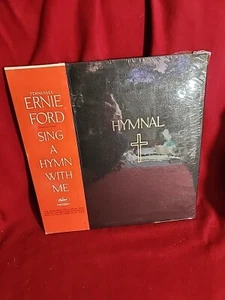 TENNESSEE
ERNIE
FORD
SING
A
HYMN
WITH
ME
HYMNAL